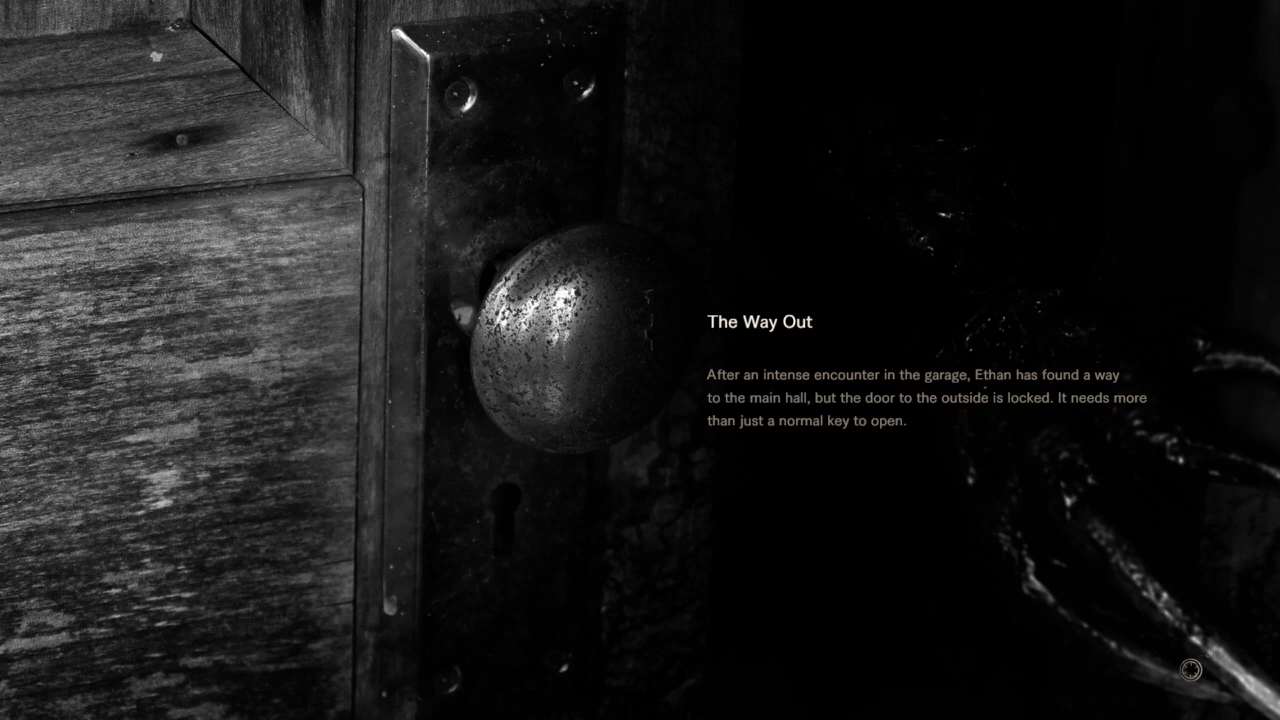 The Way Out
After an intense encounter in the garage, Ethan has found a way
to the main hall, but the door to the outside is locked. It needs more
than just a normal key to open.